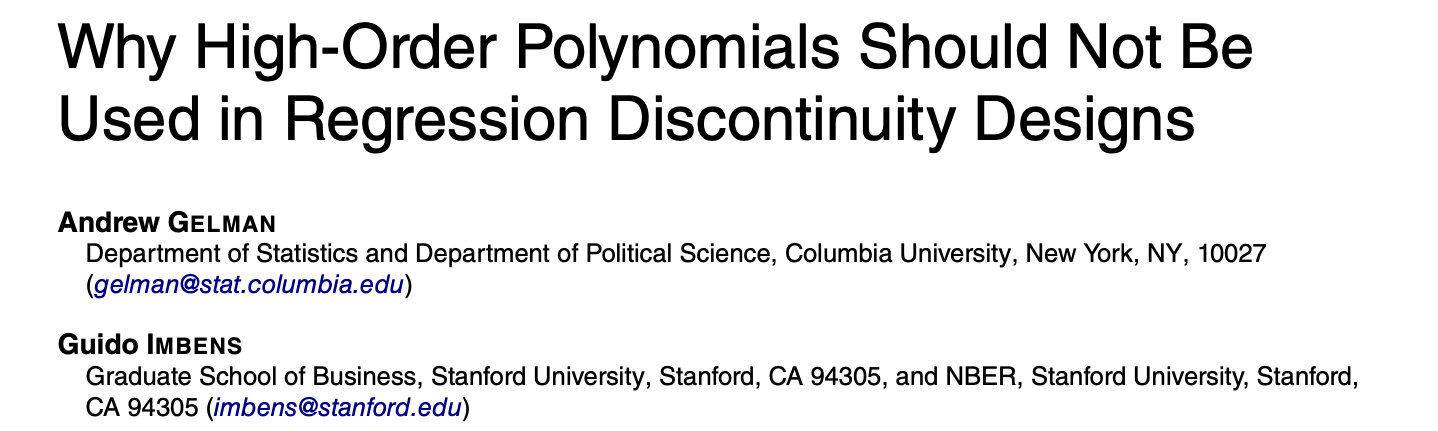 Why High-Order Polynomials Should Not Be
Used in Regression Discontinuity Designs
Andrew GELMAN
Department of Statistics and Department of Political Science, Columbia University, New York, NY, 10027
(gelman@stat.columbia.edu)
Guido IMBENS
Graduate School of Business, Stanford University, Stanford, CA 94305, and NBER, Stanford University, Stanford,
CA 94305 (imbens@stanford.edu)